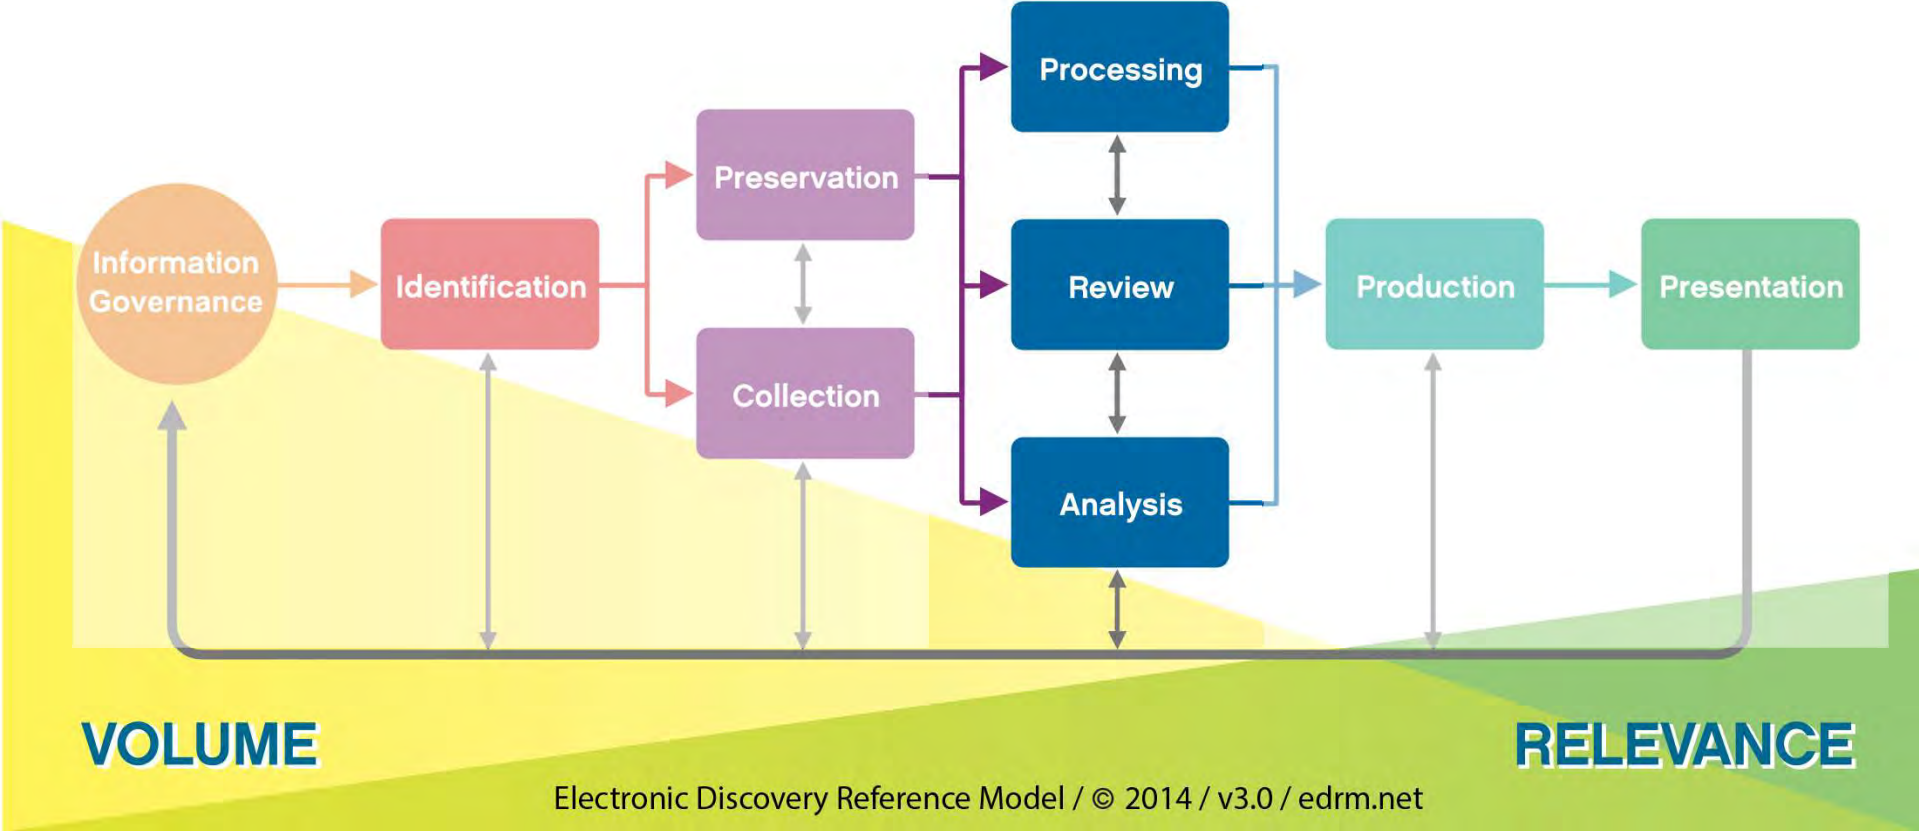 Information
Governance
Identification
Preservation
Collection
Processing
Review
Analysis
Production
Presentation
VOLUME
RELEVANCE
Electronic Discovery Reference Model / © 2014 / v3.0 / edrm.net